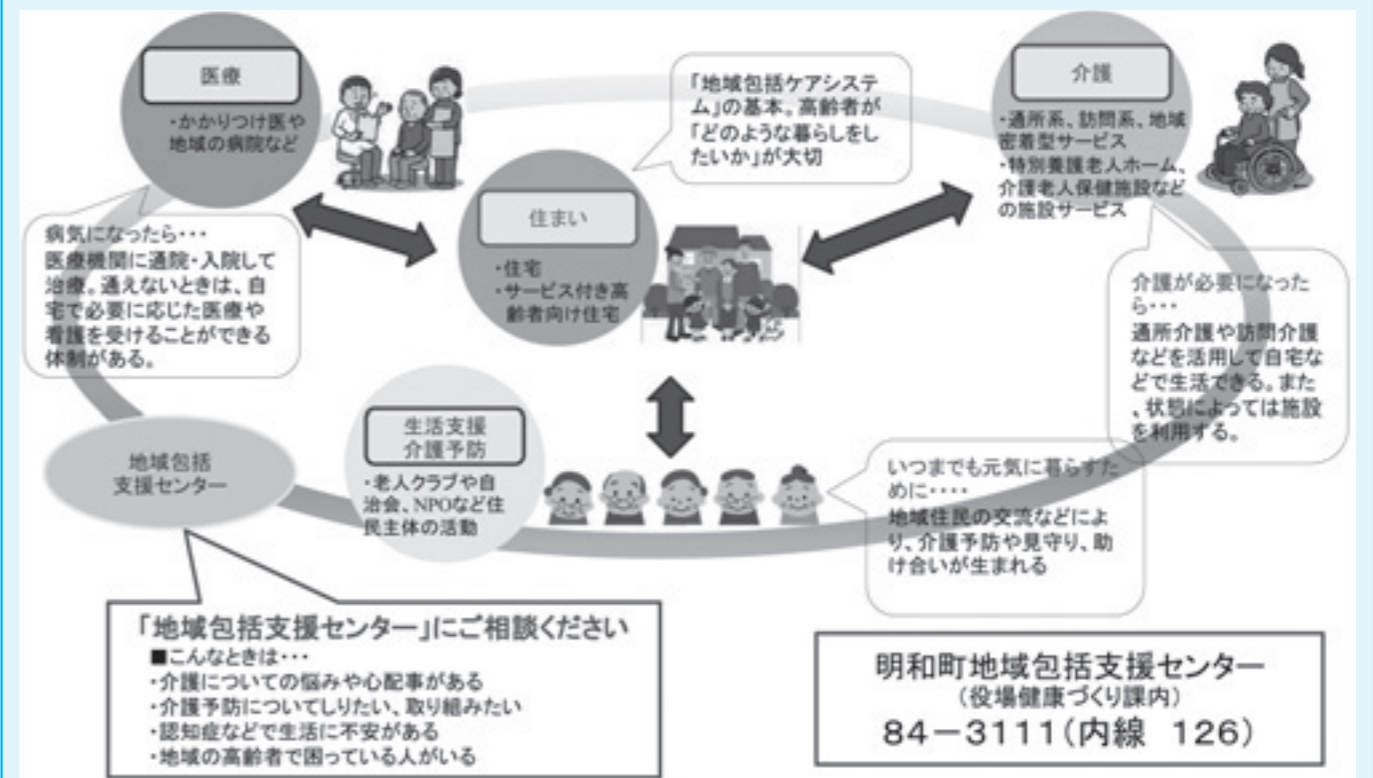 医療
・かかりつけ医や
地域の病院など
「地域包括ケアシステ
ム」の基本。高齢者が
「どのような暮らしをし
たいか」が大切
介護
・通所系、訪問系、地域
密着型サービス
・特別養護老人ホーム、
介護老人保健施設など
の施設サービス
住まい
・住宅
・サービス付き高
齢者向け住宅
病気になったら・・・
医療機関に通院・入院して
治療。通えないときは、自
宅で必要に応じた医療や
看護を受けることができる
体制がある。
介護が必要になった
ら・・・
通所介護や訪問介護
などを活用して自宅な
どで生活できる。また
、状態によっては施設
を利用する。
生活支援
介護予防
・老人クラブや自
治会、NPOなど住
民主体の活動
いつまでも元気に暮らすた
めに・・・・
地域住民の交流などによ
り、介護予防や見守り、助
け合いが生まれる
地域包括
支援センター
「地域包括支援センター」にご相談ください
■こんなときは・・・
・介護についての悩みや心配事がある
・介護予防についてしりたい、取り組みたい
・認知症などで生活に不安がある
・地域の高齢者で困っている人がいる
明和町地域包括支援センター
（役場健康づくり課内）
84－3111（内線　126）